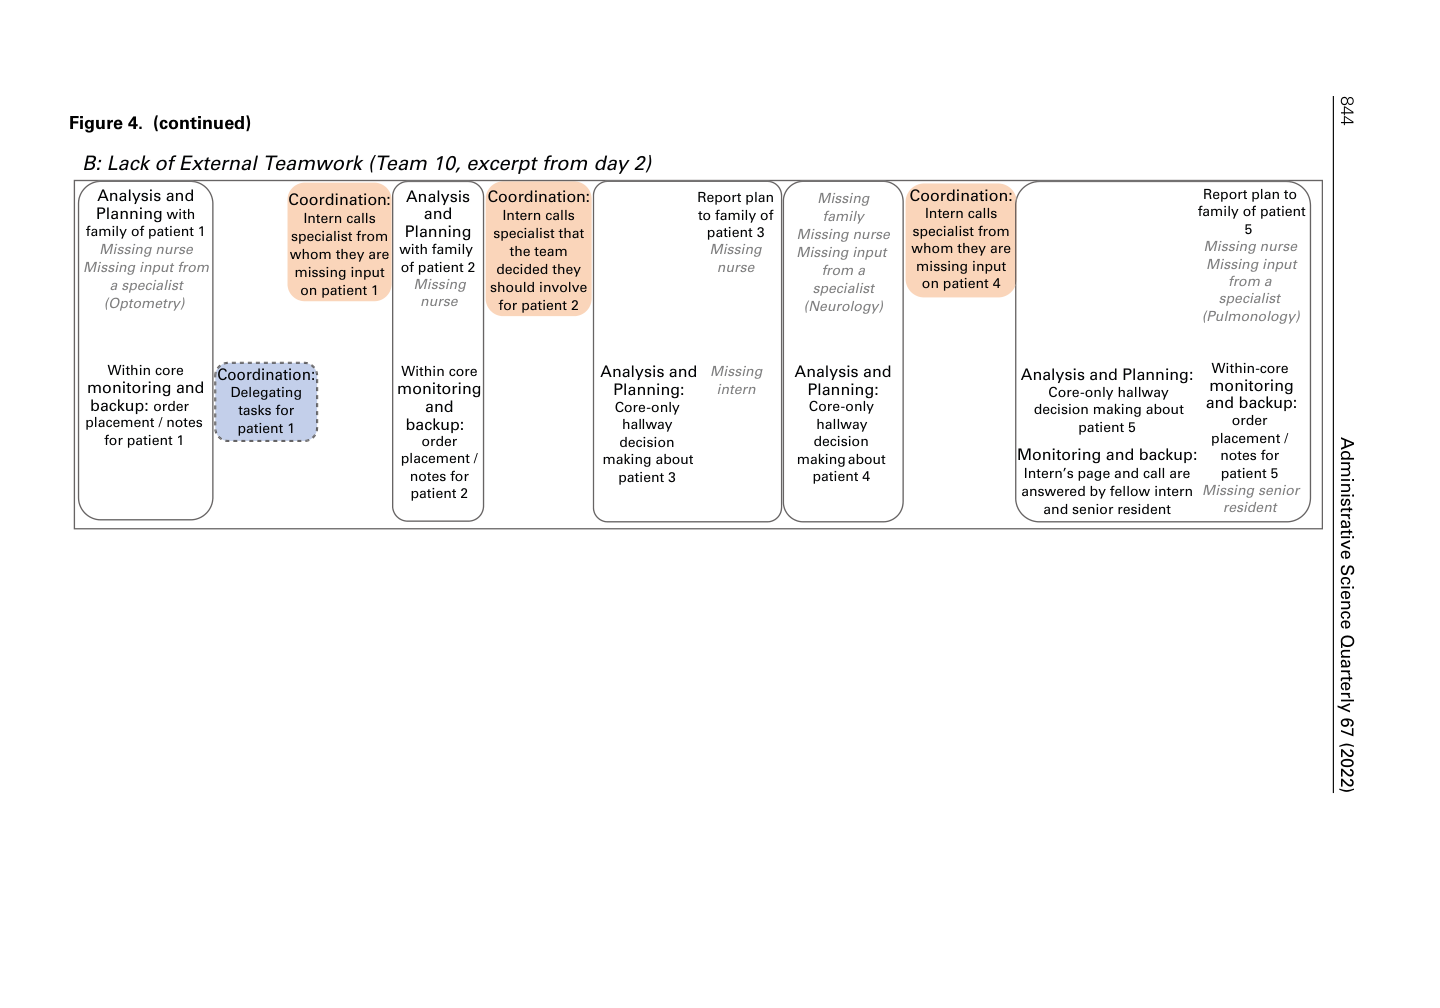 Figure 4. (continued)
B: Lack of External Teamwork (Team 10, excerpt from day 2)
Analysis and
Planning with
family of patient 1
Missing nurse
Missing input from
a specialist
(Optometry)
Within core
monitoring and
backup: order
placement / notes
for patient 1
Coordination:
Delegating
tasks for
patient 1
Coordination:
Intern calls
specialist from
whom they are
missing input
on patient 1
Analysis
and
Planning
with family
of patient 2
Missing
nurse
Within core
monitoring
and
backup:
order
placement /
notes for
patient 2
Coordination:
Intern calls
specialist that
the team
decided they
should involve
for patient 2
Report plan
to family of
patient 3
Missing
nurse
Analysis and
Planning:
Core-only
hallway
decision
making about
patient 3
Missing
intern
Missing
family
Missing nurse
Missing input
from a
specialist
(Neurology)
Analysis and
Planning:
Core-only
hallway
decision
making about
patient 4
Coordination:
Intern calls
specialist from
whom they are
missing input
on patient 4
Report plan to
family of patient
5
Missing nurse
Missing input
from a
specialist
(Pulmonology)
Analysis and Planning:
Core-only hallway
decision making about
patient 5
Monitoring and backup:
Intern’s page and call are
answered by fellow intern
and senior resident
Within-core
monitoring
and backup:
order
placement /
notes for
patient 5
Missing senior
resident
844
Administrative Science Quarterly 67 (2022)